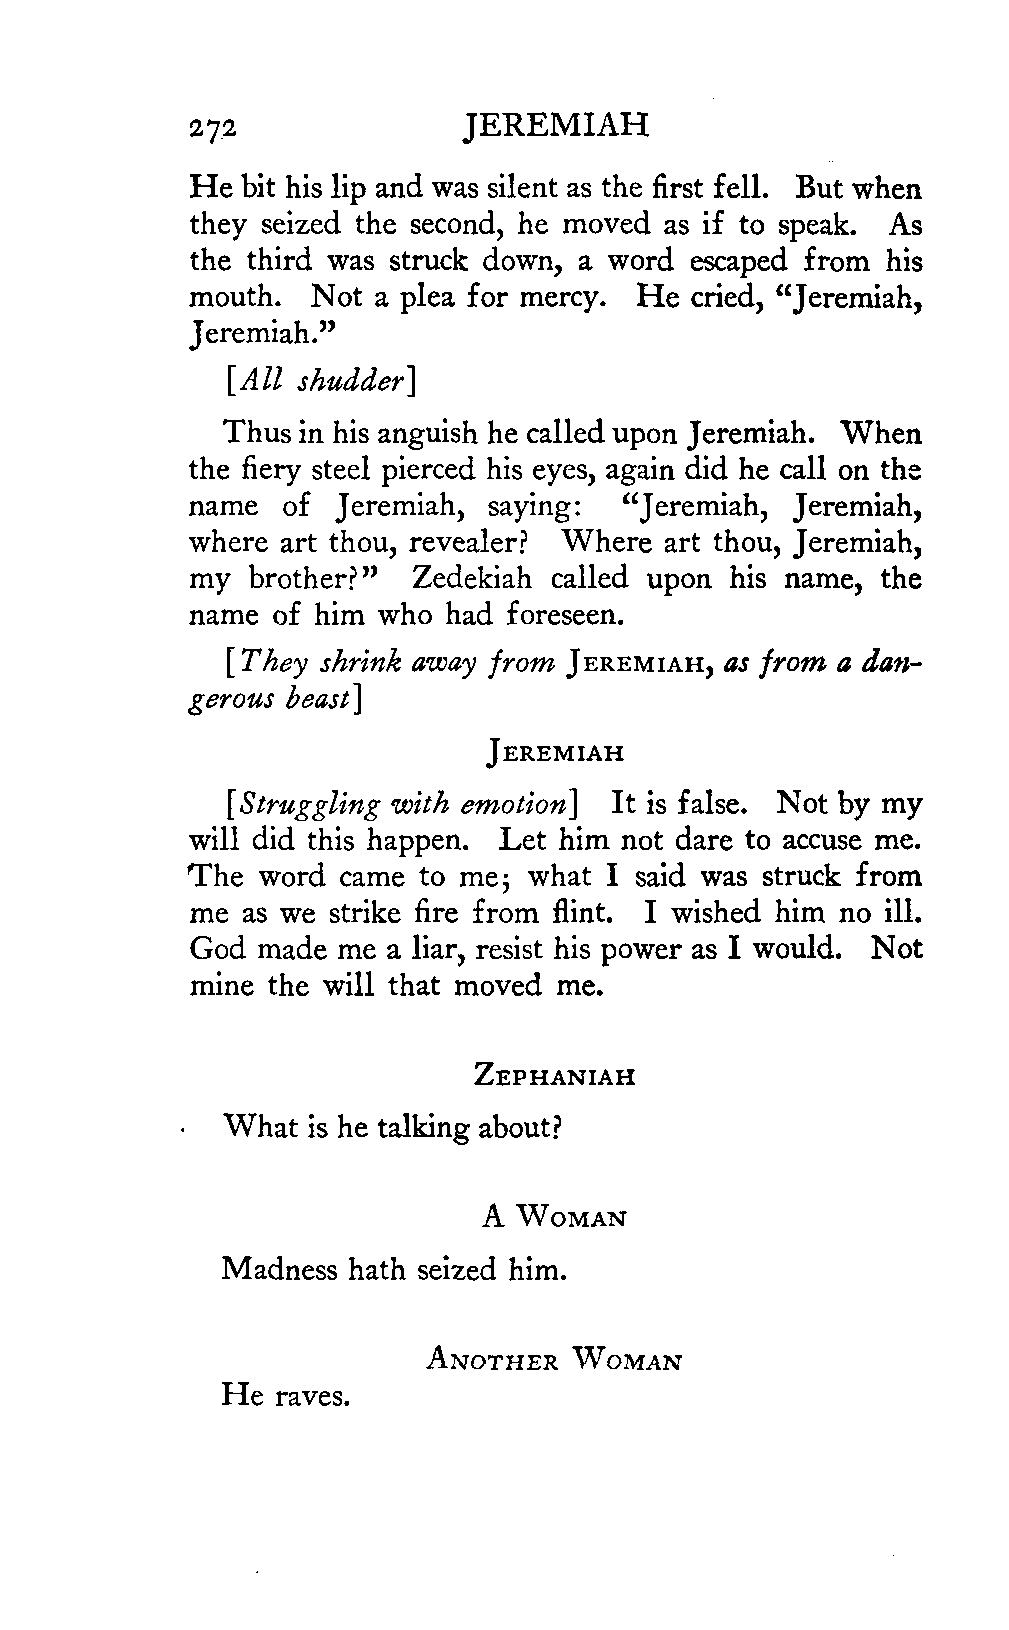 272 JEREMIAH
He bit his lip and was silent as the first fell. But when
they seized the second, he moved as if to speak. As
the third was struck down, a word escaped from his
mouth. Not a plea for mercy. He cried, “Jeremiah,
Jeremiah.”
[All shudder]
Thus in his anguish he called upon Jeremiah. When
the fiery steel pierced his eyes, again did he call on the
name of Jeremiah, saying: “Jeremiah, Jeremiah,
where art thou, revealer? Where art thou, Jeremiah,
my brother?” Zedekiah called upon his name, the
name of him who had foreseen.
[They shrink away from JEREMIAH, as from a dan-
gerous beast]
JEREMIAH
[Struggling with emotion] It is false. Not by my
will did this happen. Let him not dare to accuse me.
The word came to me; what I said was struck from
me as we strike fire from flint. I wished him no ill.
God made me a liar, resist his power as I would. Not
mine the will that moved me.
ZEPHANIAH
What is he talking about?
A WOMAN
Madness hath seized him.
ANOTHER WOMAN
He raves.